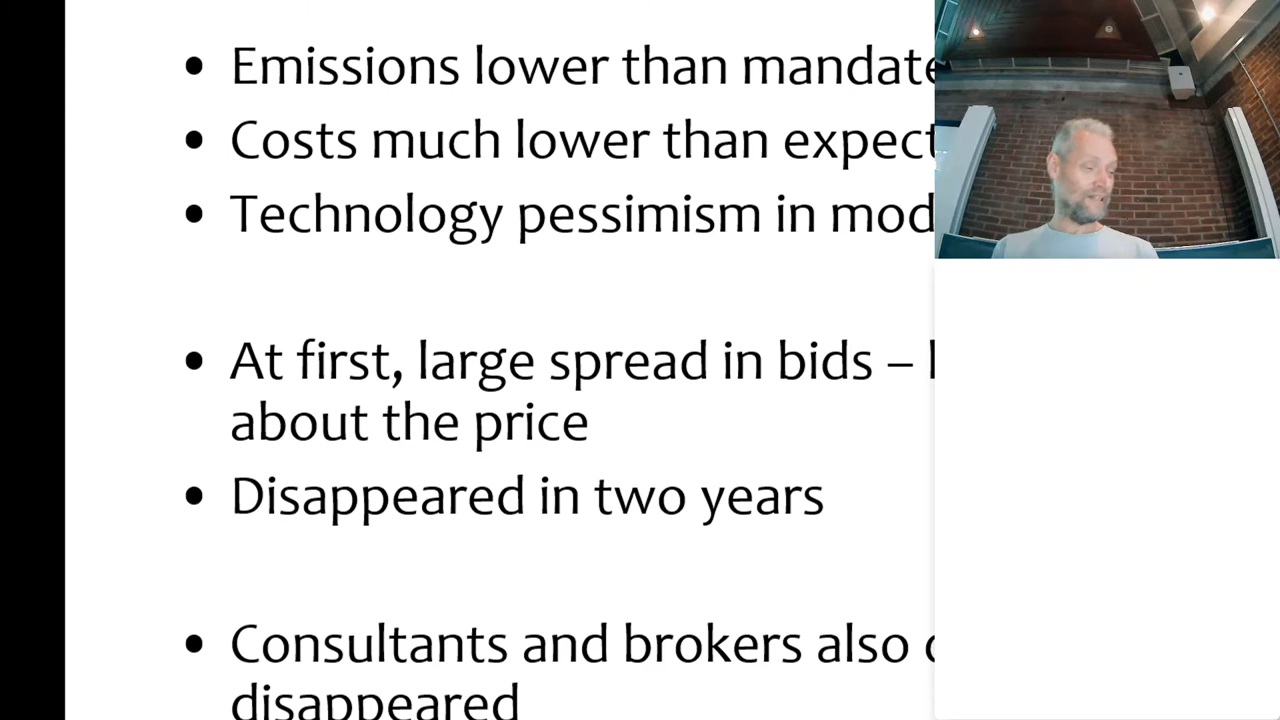 • Emissions lower than mandate
• Costs much lower than expect
• Technology pessimism in mod
• At first, large spread in bids –
about the price
• Disappeared in two years
• Consultants and brokers also
disappeared